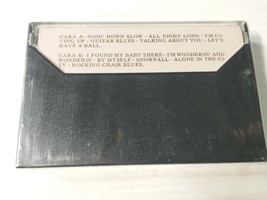 CARA A: GOIN' DOWN SLOW - ALL NIGHT LONG - I'M GI-
VING UP - GUITAR BLUES - TALKING ABOUT YOU - LET'S
HAVE A BALL.
CARA B: I FOUND MY BABY THERE - I'M WONDERIN' AND
WONDERIN' - BY MYSELF - SNOWFALL - ALONE IN THE CI-
TY - ROCKING CHAIR BLUES.